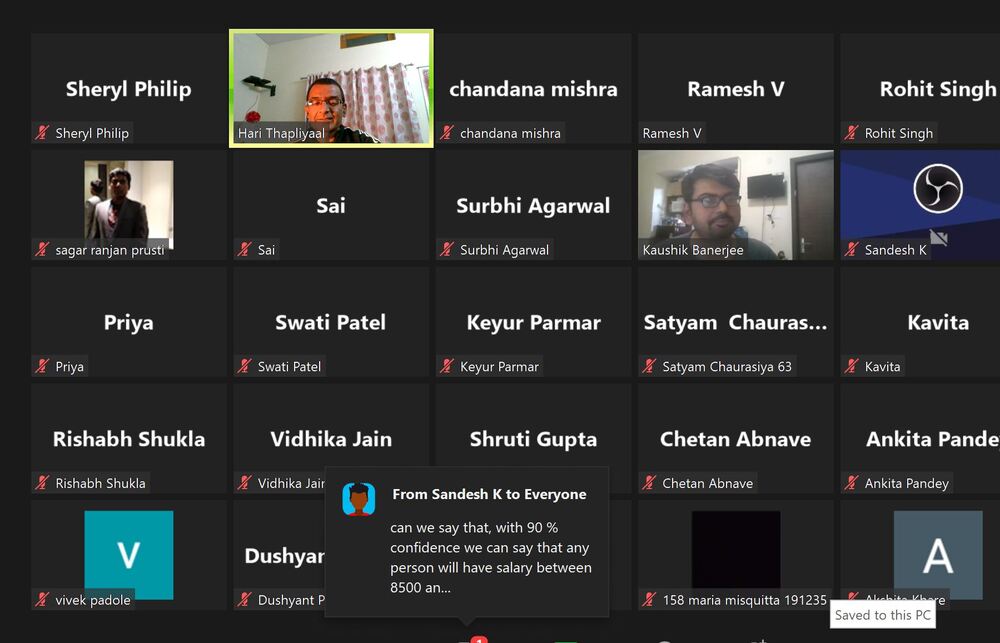 Sheryl Philip
chandana mishra
Ramesh V
Rohit Singh
Sheryl Philip
Hari Thapliyaal
chandana mishra
Ramesh V
Rohit Singh
Sai
Surbhi Agarwal
sagar ranjan prusti
Sai
Surbhi Agarwal
Kaushik Banerjee
Sandesh K
Priya
Swati Patel
Keyur Parmar
Satyam Chauras...
Kavita
Priya
Swati Patel
Keyur Parmar
Satyam Chaurasiya 63
Kavita
Rishabh Shukla
Vidhika Jain
Shruti Gupta
Chetan Abnave
Ankita Pande
Rishabh Shukla
Vidhika Jair
Chetan Abnave
Ankita Pandey
From Sandesh K to Everyone
can we say that, with 90 %
confidence we can say that any
person will have salary between
8500 an...
V
Dushyan
A
vivek padole
Dushyant P
158 maria misquitta 191235
Akshita Khare
Saved to this PC
1